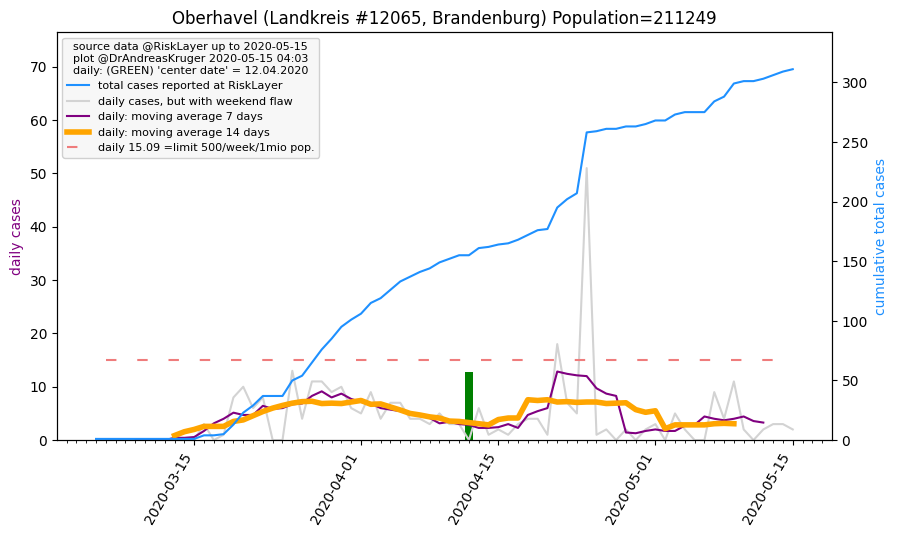 Oberhavel (Landkreis #12065, Brandenburg) Population=211249
source data @RiskLayer up to 2020-05-15
plot @DrAndreasKruger 2020-05-15 04:03
daily: (GREEN) 'center date' = 12.04.2020
total cases reported at RiskLayer
daily cases, but with weekend flaw
daily: moving average 7 days
daily: moving average 14 days
daily 15.09 =limit 500/week/1mio pop.
daily cases
70
60
50
40
30
20
10
0
300
250
200
150
100
50
0
cumulative total cases
2020-03-15
2020-04-01
2020-04-15
2020-05-01
2020-05-15